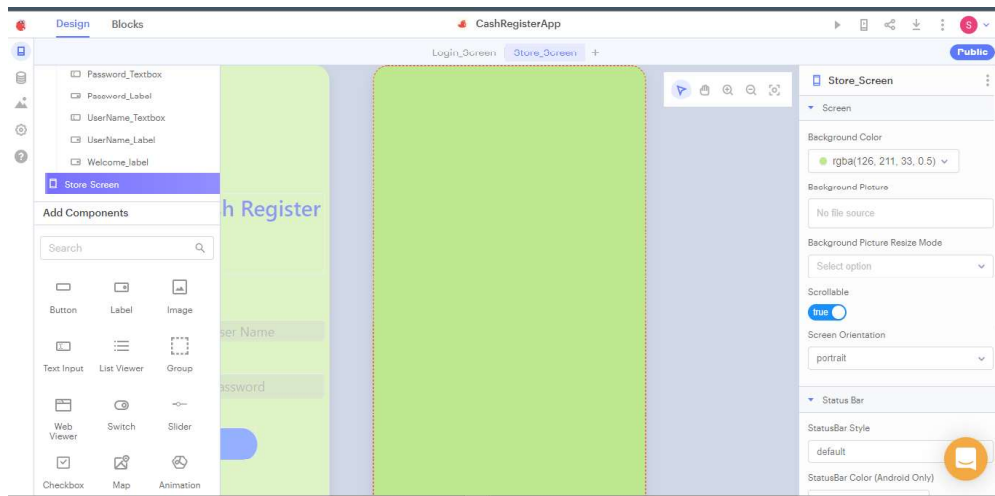 Design Blocks CashRegisterApp S
Login_Screen Store_Screen +
Public
Password_Textbox
Password_Label
UserName_Textbox
UserName_Label
Welcome_label
Store Screen
Add Components
Search
Button Label Image
Text Input List Viewer Group
Web Viewer Switch Slider
Checkbox Map Animation
h Register
ser Name
assword
Store_Screen
Screen
Background Color
rgba(126, 211, 33, 0.5)
Background Picture
No file source
Background Picture Resize Mode
Select option
Scrollable
true
Screen Orientation
portrait
Status Bar
StatusBar Style
default
StatusBar Color (Android Only)